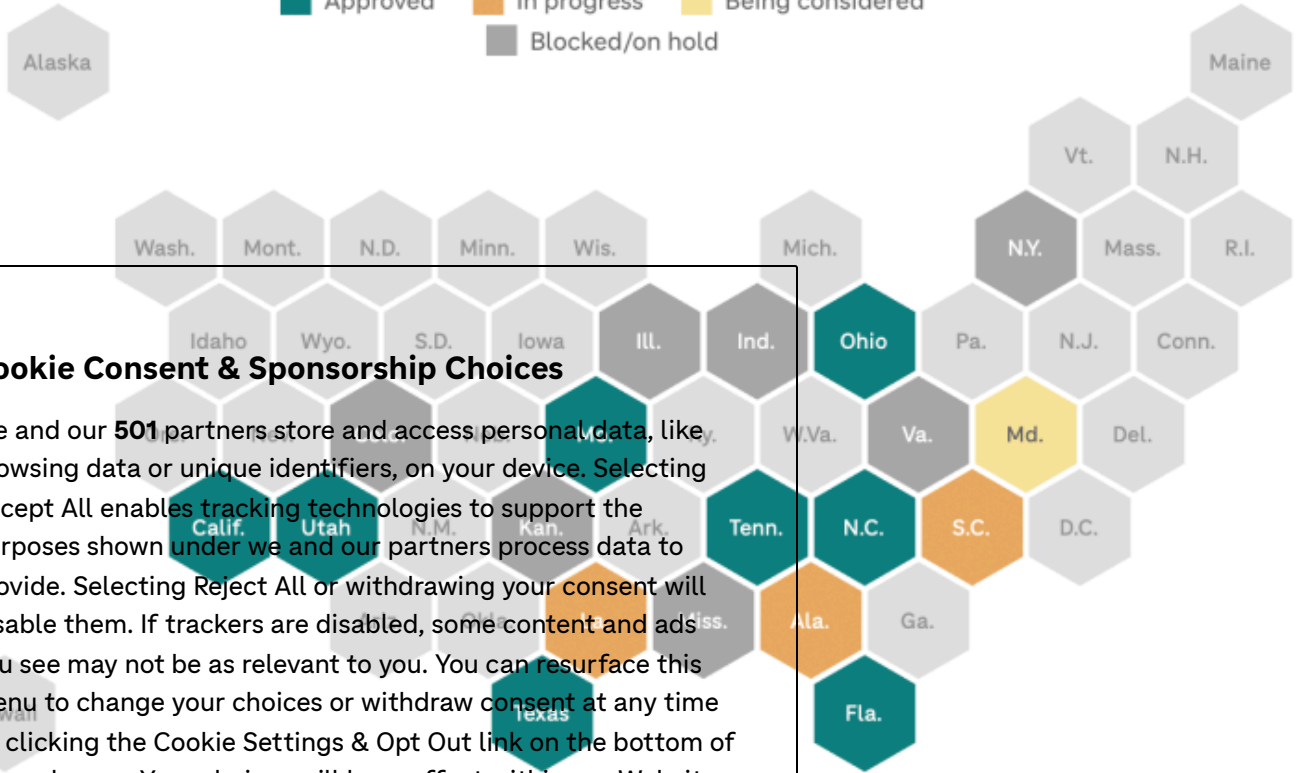 Approved In progress Being considered
Blocked/on hold
Alaska
Maine
Vt. N.H.
Wash. Mont. N.D. Minn. Wis. Mich. N.Y. Mass. R.I.
Idaho Wyo. S.D. Iowa Ill. Ind. Ohio Pa. N.J. Conn.
ookie Consent & Sponsorship Choices
W.Va. Va. Md. Del.
e and our 501 partners store and access personal data, like
owsing data or unique identifiers, on your device. Selecting
cept All enables tracking technologies to support the
Calif. Utah N.M. Kan. Ark. Tenn. N.C. S.C. D.C.
rposes shown under we and our partners process data to
ovide. Selecting Reject All or withdrawing your consent will
Miss. Ala. Ga.
sable them. If trackers are disabled, some content and ads
u see may not be as relevant to you. You can resurface this
enu to change your choices or withdraw consent at any time
Texas Fla.
clicking the Cookie Settings & Opt Out link on the bottom of